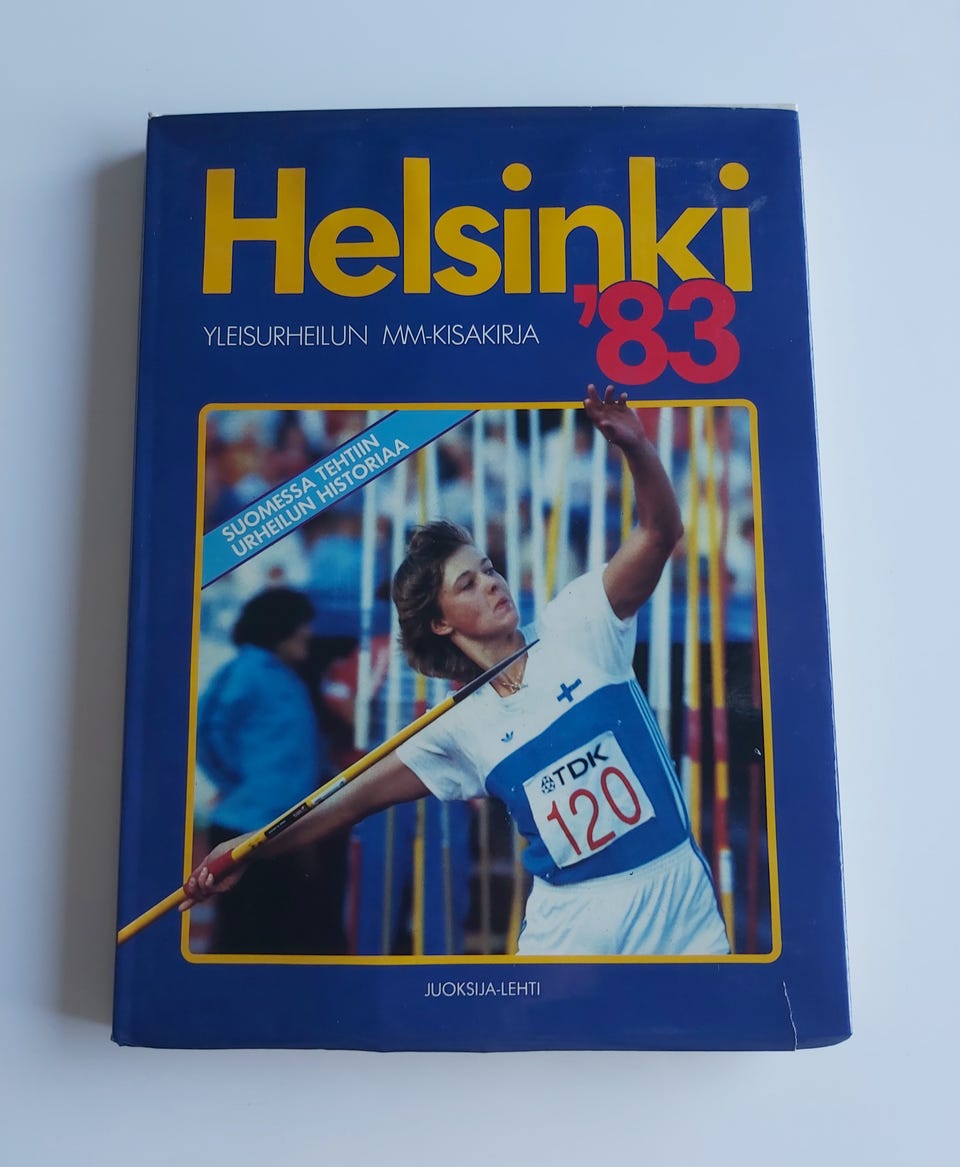 Helsinki
'83
YLEISURHEILUN MM-KISAKIRJA
SUOMESSA TEHTIIN
URHEILUN HISTORIAA
TDK
120
JUOKSIJA-LEHTI